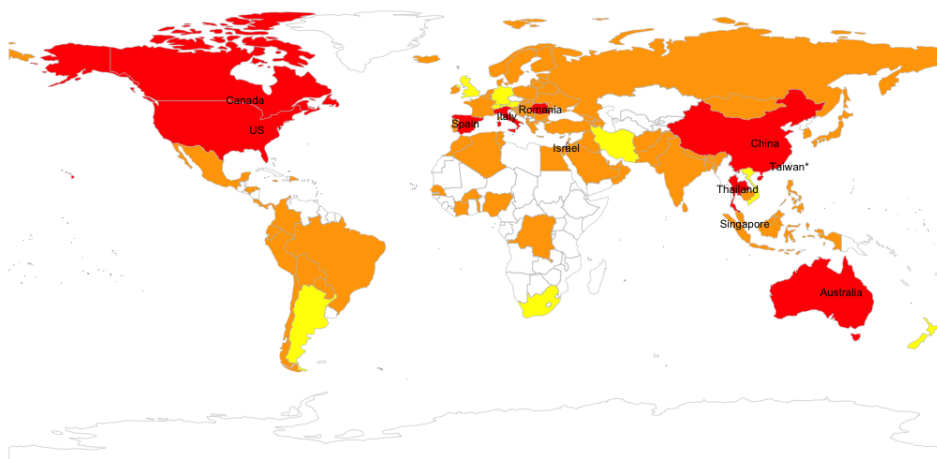 Canada
US
Spain
Italy
Romania
Israel
China
Taiwan*
Thailand
Singapore
Australia